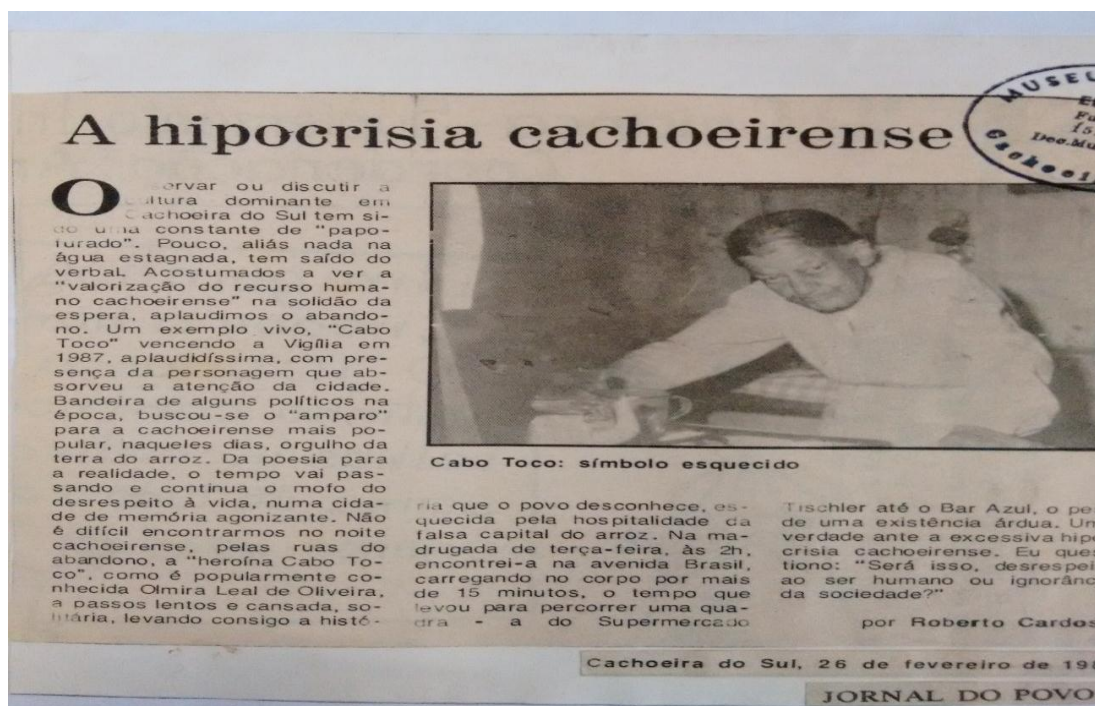 A hipocrisia cachoeirense
MUSEU
Cachoei
O servar ou discutir a
cultura dominante em
Cachoeira do Sul tem si-
do uma constante de "papo-
furado". Pouco, aliás nada na
água estagnada, tem saído do
verbal. Acostumados a ver a
"valorização do recurso huma-
no cachoeirense" na solidão da
espera, aplaudimos o abando-
no. Um exemplo vivo, "Cabo
Toco" vencendo a Vigília em
1987, aplaudidíssima, com pre-
sença da personagem que ab-
sorveu a atenção da cidade.
Bandeira de alguns políticos na
época, buscou-se o "amparo"
para a cachoeirense mais po-
pular, naqueles dias, orgulho da
terra do arroz. Da poesia para
a realidade, o tempo vai pas-
sando e continua o mofo do
desrespeito à vida, numa cida-
de de memória agonizante. Não
é difícil encontrarmos no noite
cachoeirense, pelas ruas do
abandono, a "heroína Cabo To-
co", como é popularmente co-
nhecida Olmira Leal de Oliveira,
a passos lentos e cansada, so-
litária, levando consigo a histó-
Cabo Toco: símbolo esquecido
ria que o povo desconhece, es-
quecida pela hospitalidade da
falsa capital do arroz. Na ma-
drugada de terça-feira, às 2h,
encontrei-a na avenida Brasil,
carregando no corpo por mais
de 15 minutos, o tempo que
levou para percorrer uma qua-
dra - a do Supermercado
Tischler até o Bar Azul, o pe
de uma existência árdua. Um
verdade ante a excessiva hipo
crisia cachoeirense. Eu ques
tiono: "Será isso, desrespei
ao ser humano ou ignorânc
da sociedade?"
por Roberto Cardos
Cachoeira do Sul, 26 de fevereiro de 198
JORNAL DO POVO